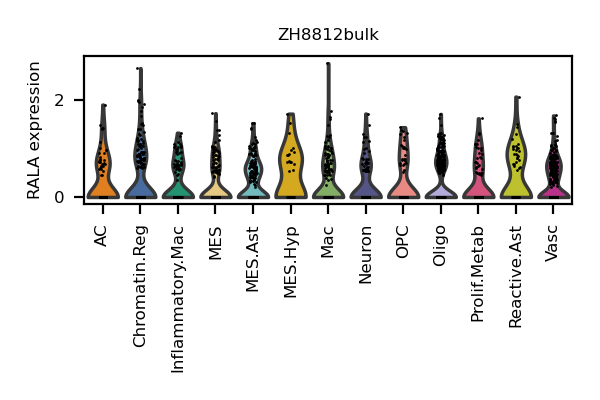 ZH8812bulk
RALA expression
2
0
AC
Chromatin.Reg
Inflammatory.Mac
MES
MES.Ast
MES.Hyp
Mac
Neuron
OPC
Oligo
Prolif.Metab
Reactive.Ast
Vasc